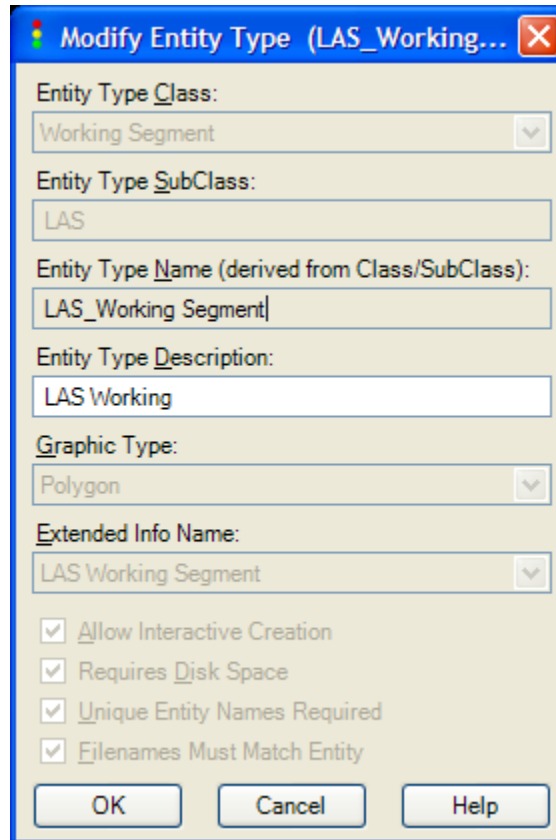 Modify Entity Type (LAS_Working...
Entity Type Class:
Working Segment
Entity Type SubClass:
LAS
Entity Type Name (derived from Class/SubClass):
LAS_Working Segment
Entity Type Description:
LAS Working
Graphic Type:
Polygon
Extended Info Name:
LAS Working Segment
Allow Interactive Creation
Requires Disk Space
Unique Entity Names Required
Filenames Must Match Entity
OK Cancel Help